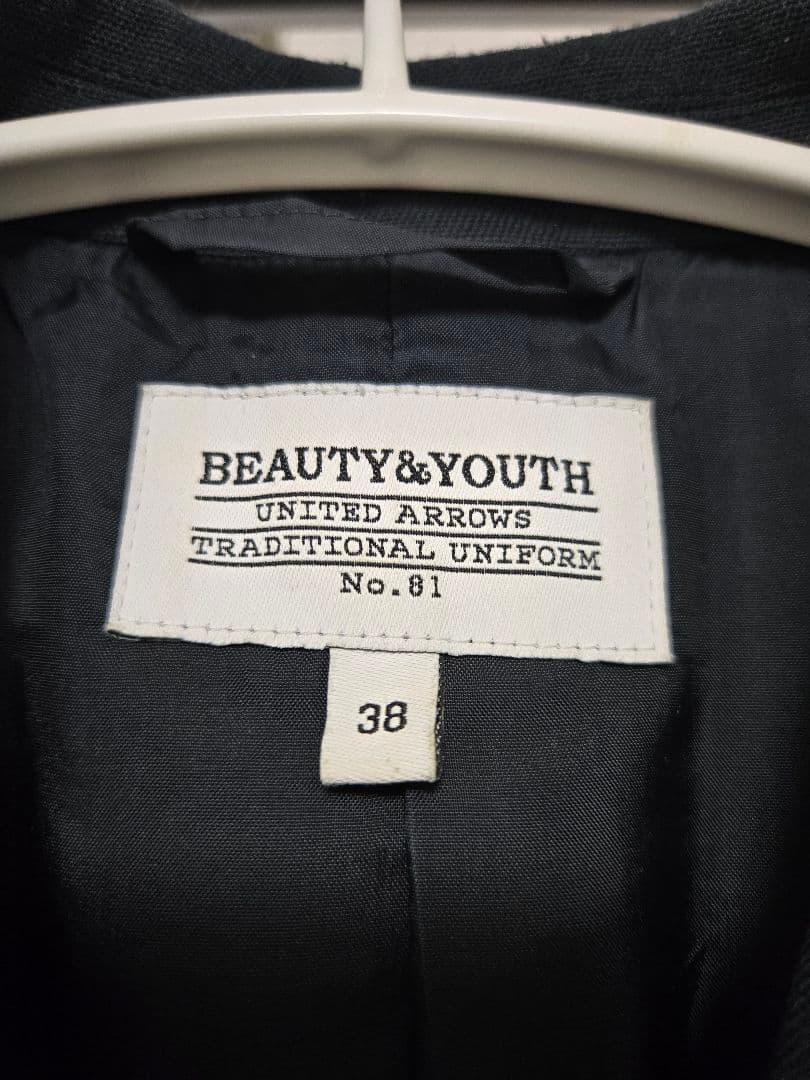 BEAUTY&YOUTH
UNITED ARROWS
TRADITIONAL UNIFORM
No.81
38